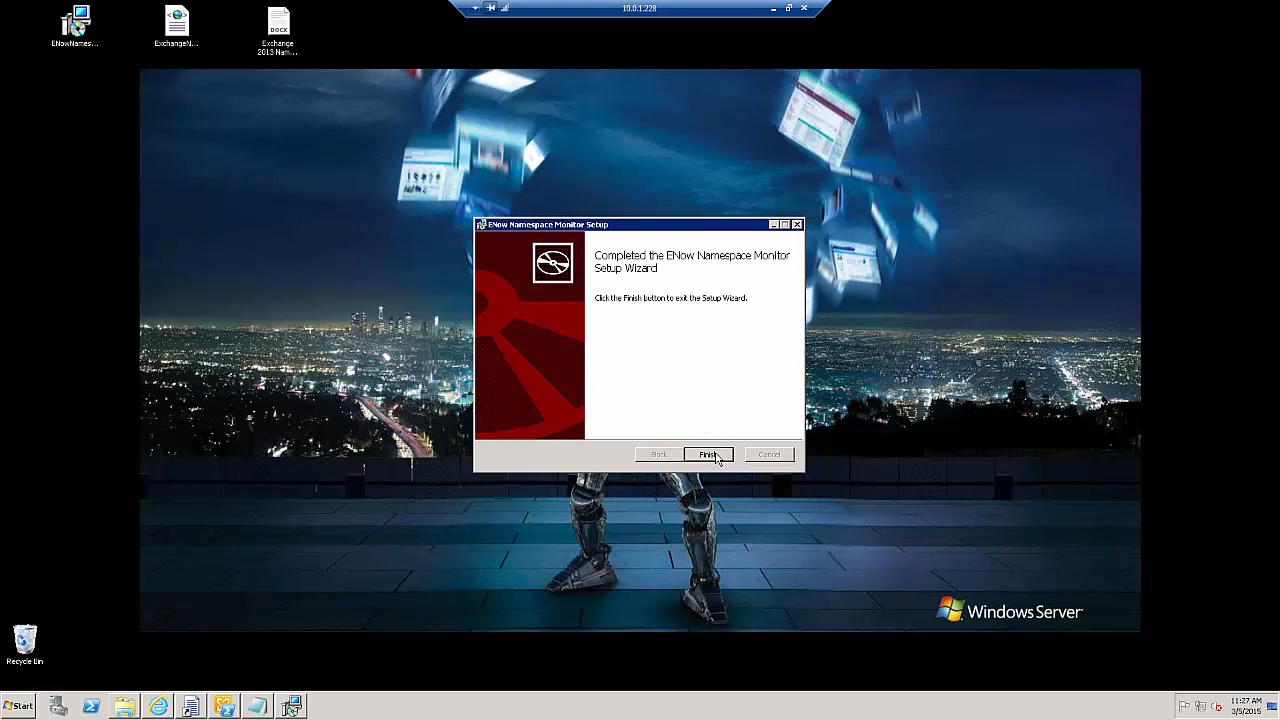 10.0.1.228
ENowNames...
ExchangeN...
DOCX
Exchange
2013 Nam...
ENow Namespace Monitor Setup
Completed the ENow Namespace Monitor
Setup Wizard
Click the Finish button to exit the Setup Wizard.
Back
Finish
Cancel
Windows Server
Recycle Bin
Start
11:27 AM
3/5/2015